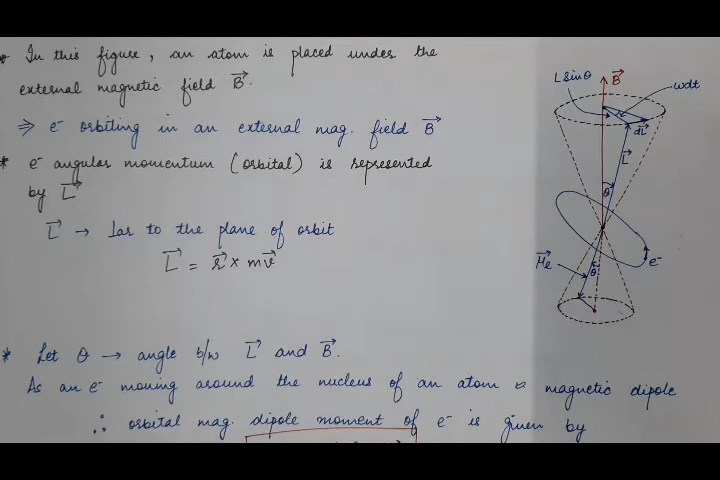 * In this figure, an atom is placed under the
external magnetic field B⃗.
⇒ e⁻ orbiting in an external mag. field B⃗
* e⁻ angular momentum (orbital) is represented
by L⃗
L⃗ → ⊥ar to the plane of orbit
L⃗ = r⃗ × mv⃗
* Let θ → angle b/w L⃗ and B⃗.
As an e⁻ moving around the nucleus of an atom ≃ magnetic dipole
∴ orbital mag. dipole moment of e⁻ is given by
L sinθ
B⃗
ωdt
dL⃗
L⃗
θ
μ⃗e
θ
e⁻